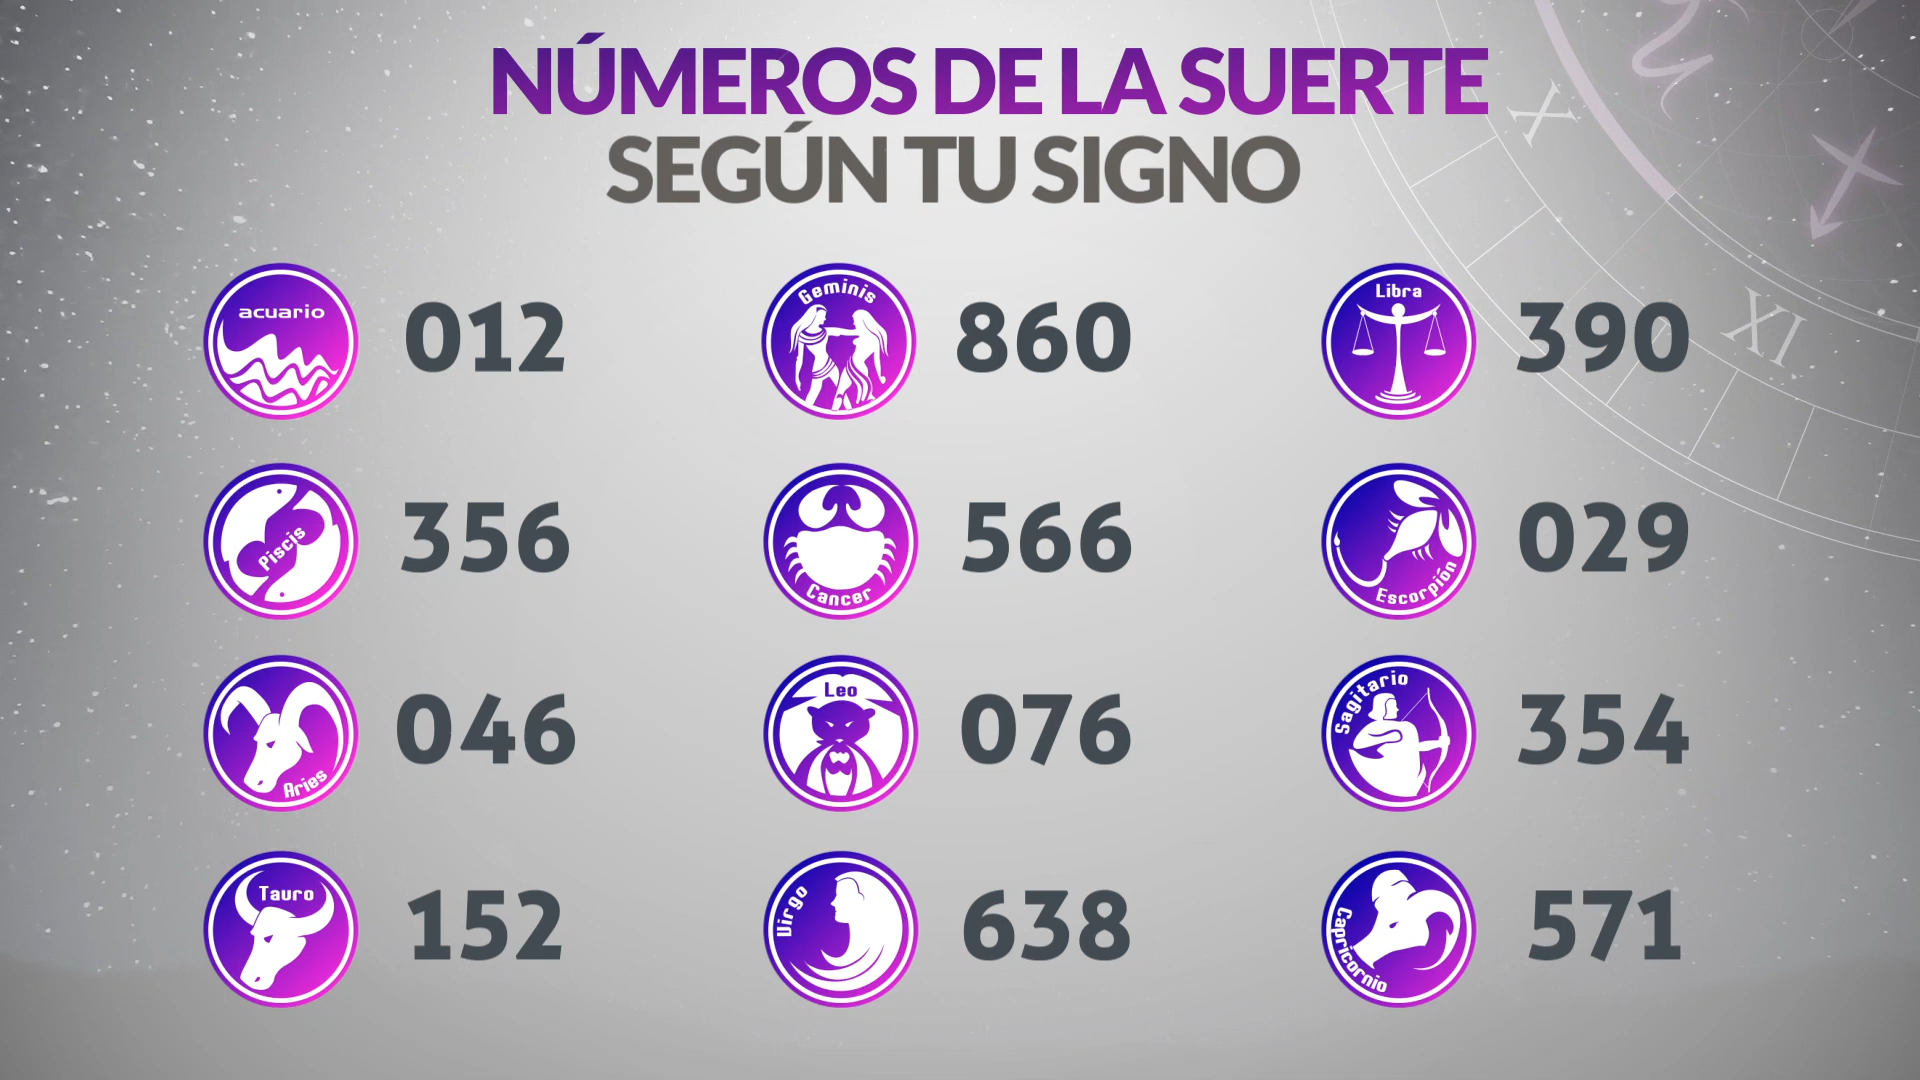 NÚMEROS DE LA SUERTE
SEGÚN TU SIGNO
acuario 012
Geminis 860
Libra 390
Piscis 356
Cancer 566
Escorpión 029
Aries 046
Leo 076
Sagitario 354
Tauro 152
Virgo 638
Capricornio 571
X
XI